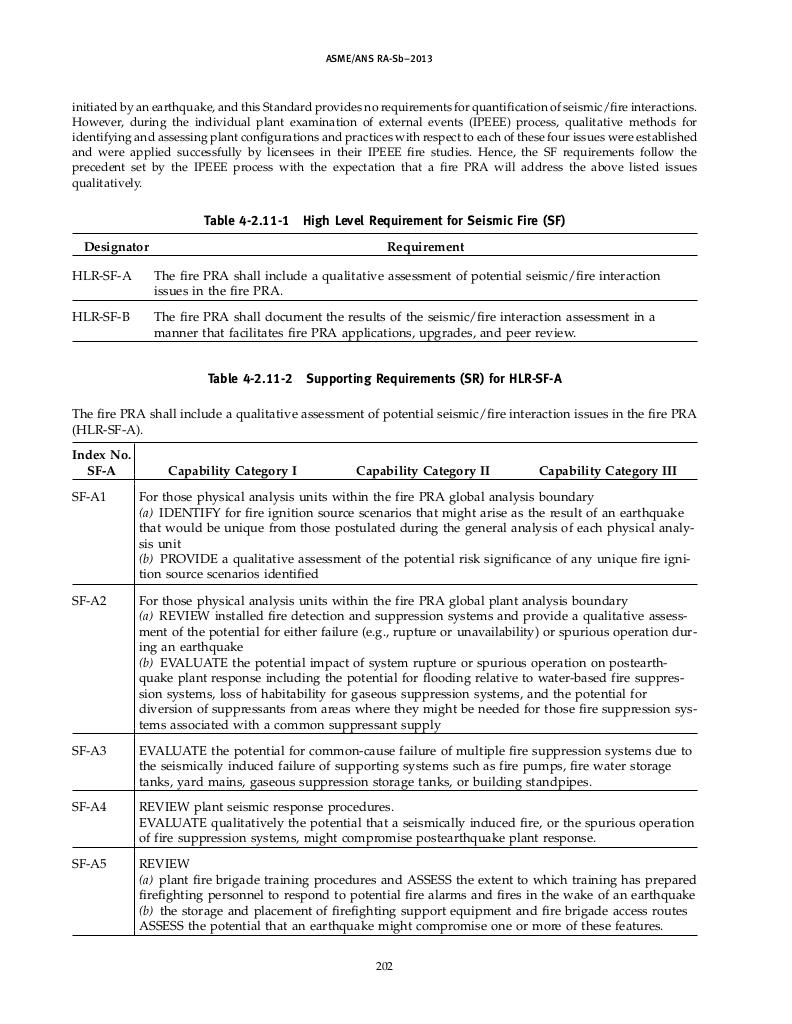 ASME/ANS RA-Sb–2013
initiated by an earthquake, and this Standard provides no requirements for quantification of seismic/fire interactions.
However, during the individual plant examination of external events (IPEEE) process, qualitative methods for
identifying and assessing plant configurations and practices with respect to each of these four issues were established
and were applied successfully by licensees in their IPEEE fire studies. Hence, the SF requirements follow the
precedent set by the IPEEE process with the expectation that a fire PRA will address the above listed issues
qualitatively.
Table 4-2.11-1 High Level Requirement for Seismic Fire (SF)
Designator Requirement
HLR-SF-A The fire PRA shall include a qualitative assessment of potential seismic/fire interaction
issues in the fire PRA.
HLR-SF-B The fire PRA shall document the results of the seismic/fire interaction assessment in a
manner that facilitates fire PRA applications, upgrades, and peer review.
Table 4-2.11-2 Supporting Requirements (SR) for HLR-SF-A
The fire PRA shall include a qualitative assessment of potential seismic/fire interaction issues in the fire PRA
(HLR-SF-A).
Index No.
SF-A Capability Category I Capability Category II Capability Category III
SF-A1 For those physical analysis units within the fire PRA global analysis boundary
(a) IDENTIFY for fire ignition source scenarios that might arise as the result of an earthquake
that would be unique from those postulated during the general analysis of each physical analy-
sis unit
(b) PROVIDE a qualitative assessment of the potential risk significance of any unique fire igni-
tion source scenarios identified
SF-A2 For those physical analysis units within the fire PRA global plant analysis boundary
(a) REVIEW installed fire detection and suppression systems and provide a qualitative assess-
ment of the potential for either failure (e.g., rupture or unavailability) or spurious operation dur-
ing an earthquake
(b) EVALUATE the potential impact of system rupture or spurious operation on postearth-
quake plant response including the potential for flooding relative to water-based fire suppres-
sion systems, loss of habitability for gaseous suppression systems, and the potential for
diversion of suppressants from areas where they might be needed for those fire suppression sys-
tems associated with a common suppressant supply
SF-A3 EVALUATE the potential for common-cause failure of multiple fire suppression systems due to
the seismically induced failure of supporting systems such as fire pumps, fire water storage
tanks, yard mains, gaseous suppression storage tanks, or building standpipes.
SF-A4 REVIEW plant seismic response procedures.
EVALUATE qualitatively the potential that a seismically induced fire, or the spurious operation
of fire suppression systems, might compromise postearthquake plant response.
SF-A5 REVIEW
(a) plant fire brigade training procedures and ASSESS the extent to which training has prepared
firefighting personnel to respond to potential fire alarms and fires in the wake of an earthquake
(b) the storage and placement of firefighting support equipment and fire brigade access routes
ASSESS the potential that an earthquake might compromise one or more of these features.
202